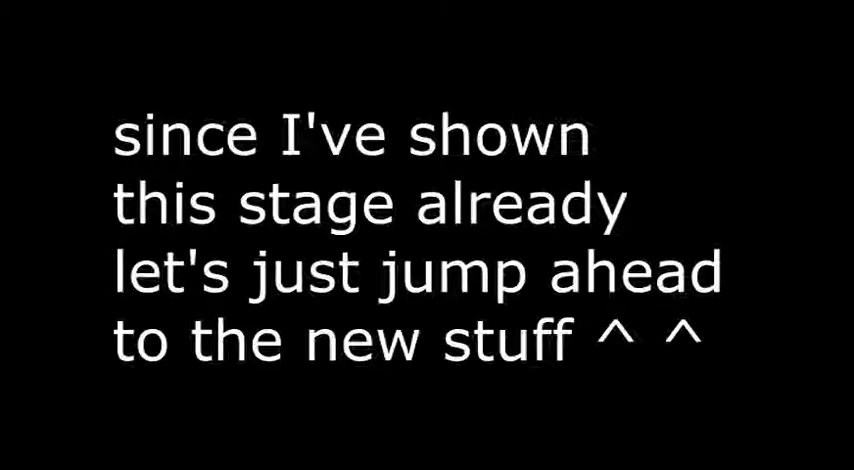 since I've shown
this stage already
let's just jump ahead
to the new stuff ^ ^